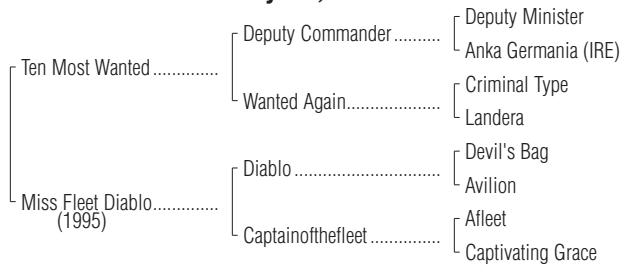 Deputy Minister
Deputy Commander..........
Anka Germania (IRE)
Ten Most Wanted..............
Criminal Type
Wanted Again....................
Landera
Devil's Bag
Diablo ...............................
Avilion
Miss Fleet Diablo..............
(1995)
Afleet
Captainofthefleet ...............
Captivating Grace